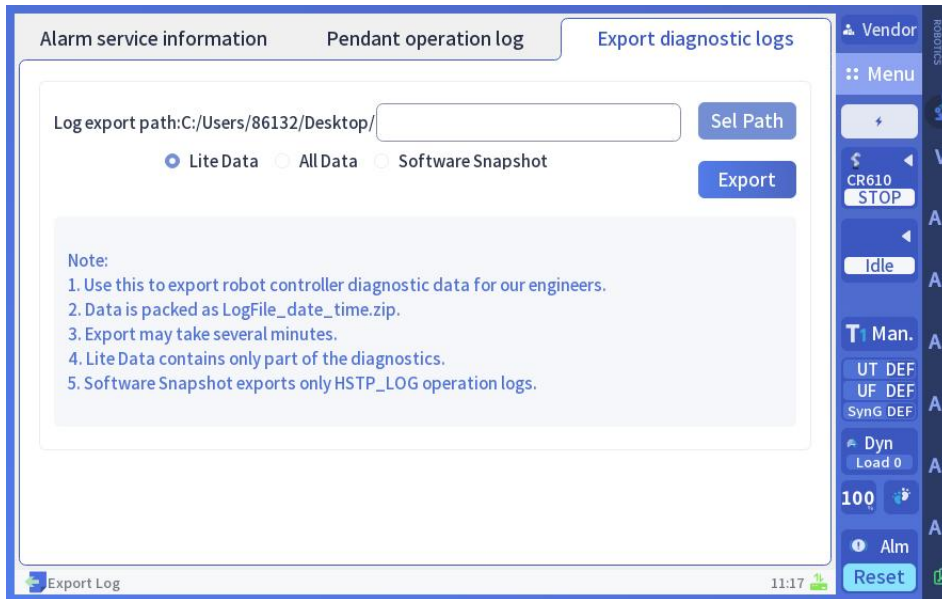 Alarm service information
Pendant operation log
Export diagnostic logs
Log export path:C:/Users/86132/Desktop/
Sel Path
Lite Data
All Data
Software Snapshot
Export
Note:
1. Use this to export robot controller diagnostic data for our engineers.
2. Data is packed as LogFile_date_time.zip.
3. Export may take several minutes.
4. Lite Data contains only part of the diagnostics.
5. Software Snapshot exports only HSTP_LOG operation logs.
Export Log
11:17
Vendor
Menu
CR610
STOP
Idle
T1 Man.
UT DEF
UF DEF
SynG DEF
Dyn
Load 0
100
Alm
Reset
ROBOTICS
V
A
A
A
A
A
A